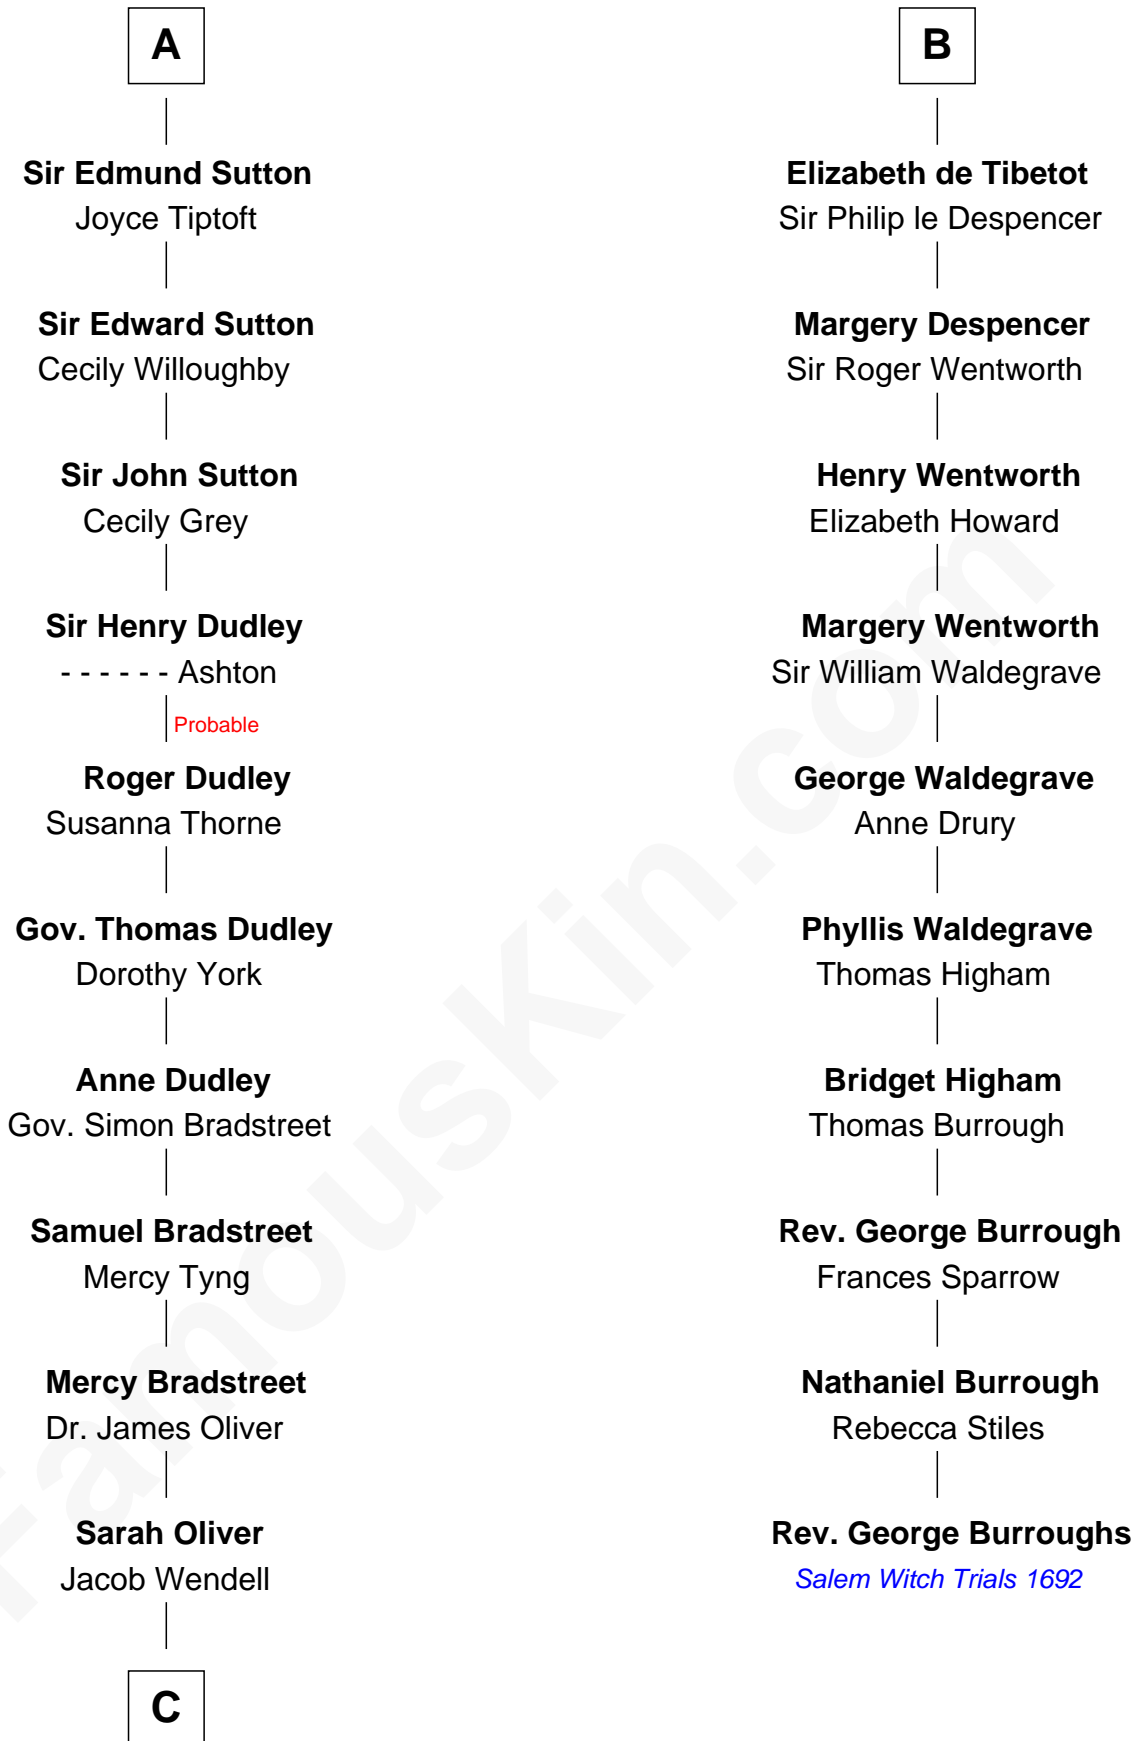 A
Sir Edmund Sutton
Joyce Tiptoft
Sir Edward Sutton
Cecily Willoughby
Sir John Sutton
Cecily Grey
Sir Henry Dudley
- - - - - - Ashton
Probable
Roger Dudley
Susanna Thorne
Gov. Thomas Dudley
Dorothy York
Anne Dudley
Gov. Simon Bradstreet
Samuel Bradstreet
Mercy Tyng
Mercy Bradstreet
Dr. James Oliver
Sarah Oliver
Jacob Wendell
C
B
Elizabeth de Tibetot
Sir Philip le Despencer
Margery Despencer
Sir Roger Wentworth
Henry Wentworth
Elizabeth Howard
Margery Wentworth
Sir William Waldegrave
George Waldegrave
Anne Drury
Phyllis Waldegrave
Thomas Higham
Bridget Higham
Thomas Burrough
Rev. George Burrough
Frances Sparrow
Nathaniel Burrough
Rebecca Stiles
Rev. George Burroughs
Salem Witch Trials 1692
FamousKin.com